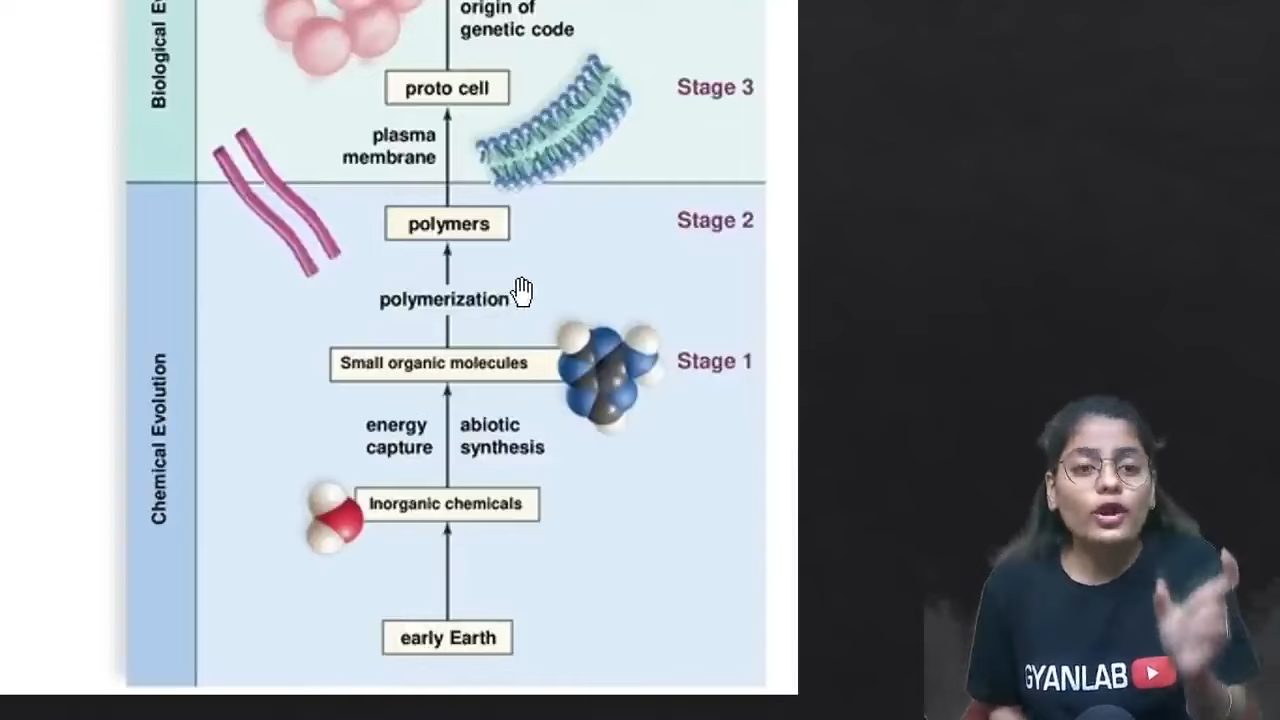 origin of
genetic code
Biological Ev
proto cell
Stage 3
plasma
membrane
polymers
Stage 2
polymerization
Small organic molecules
Stage 1
Chemical Evolution
energy
capture
abiotic
synthesis
Inorganic chemicals
early Earth
GYANLAB